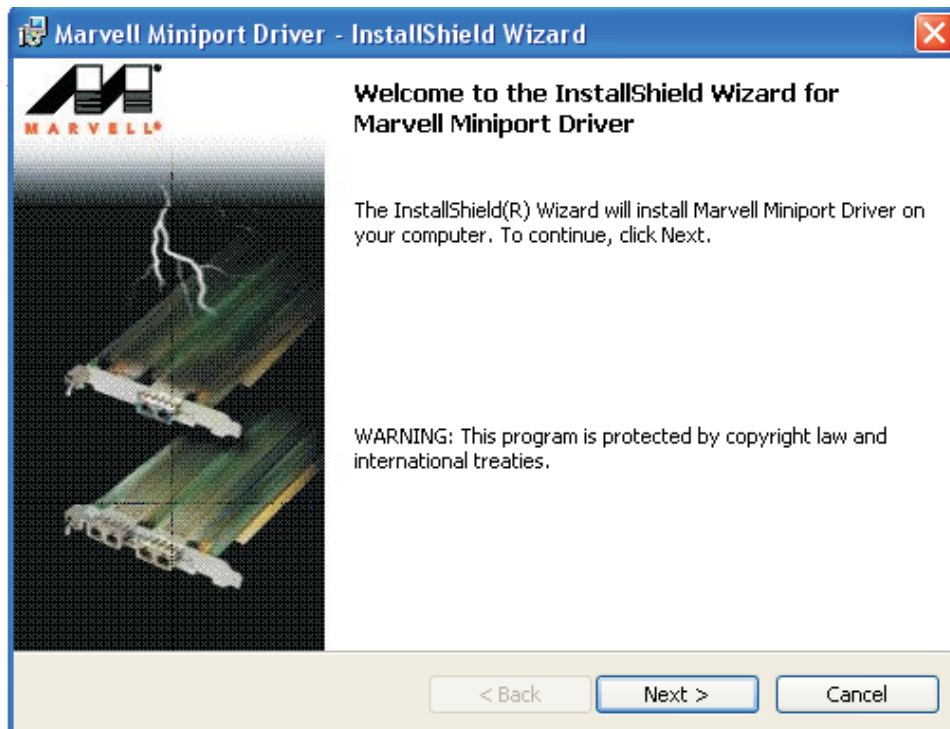 Marvell Miniport Driver - InstallShield Wizard
MARVELL®
Welcome to the InstallShield Wizard for
Marvell Miniport Driver
The InstallShield(R) Wizard will install Marvell Miniport Driver on
your computer. To continue, click Next.
WARNING: This program is protected by copyright law and
international treaties.
< Back
Next >
Cancel